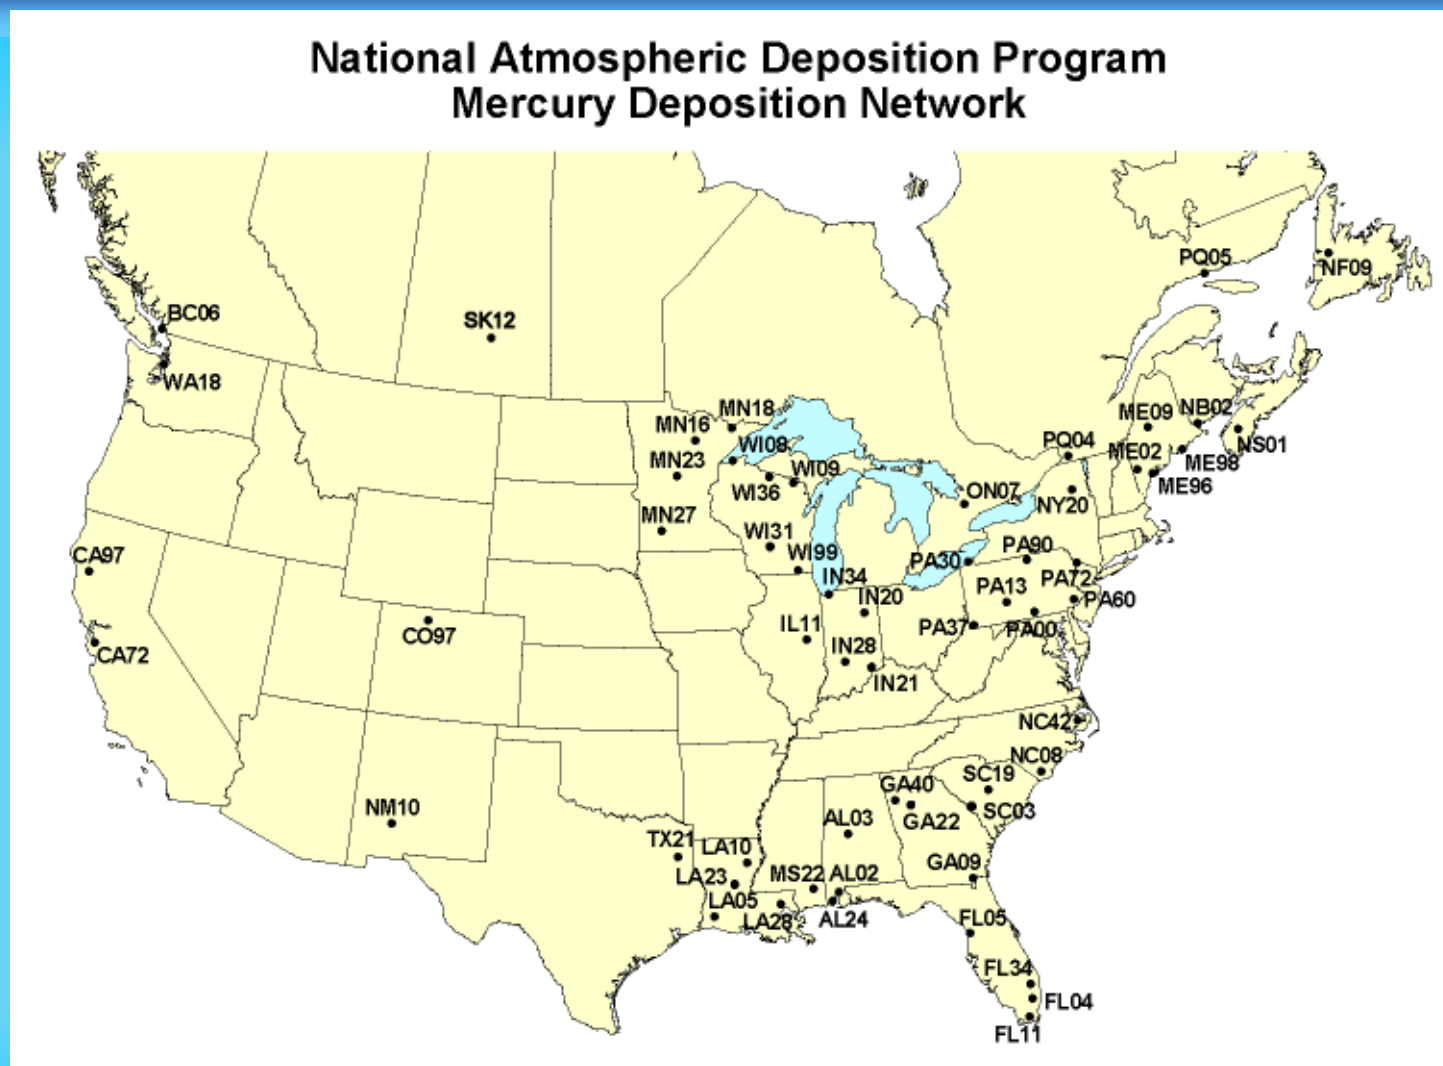 National Atmospheric Deposition Program
Mercury Deposition Network
PQ05
NF09
BC06
SK12
WA18
MN18
MN16
ME09
NB02
WI08
PQ04
NS01
ME02
MN23
WI09
ME98
ME96
WI36
ON07
NY20
MN27
WI31
WI99
PA90
CA97
PA30
IN34
PA72
PA13
IN20
PA60
IL11
PA37
PA00
CO97
IN28
CA72
IN21
NC42
NC08
SC19
GA40
NM10
SC03
AL03
GA22
TX21
LA10
GA09
MS22
AL02
LA23
LA05
LA28
AL24
FL05
FL34
FL04
FL11